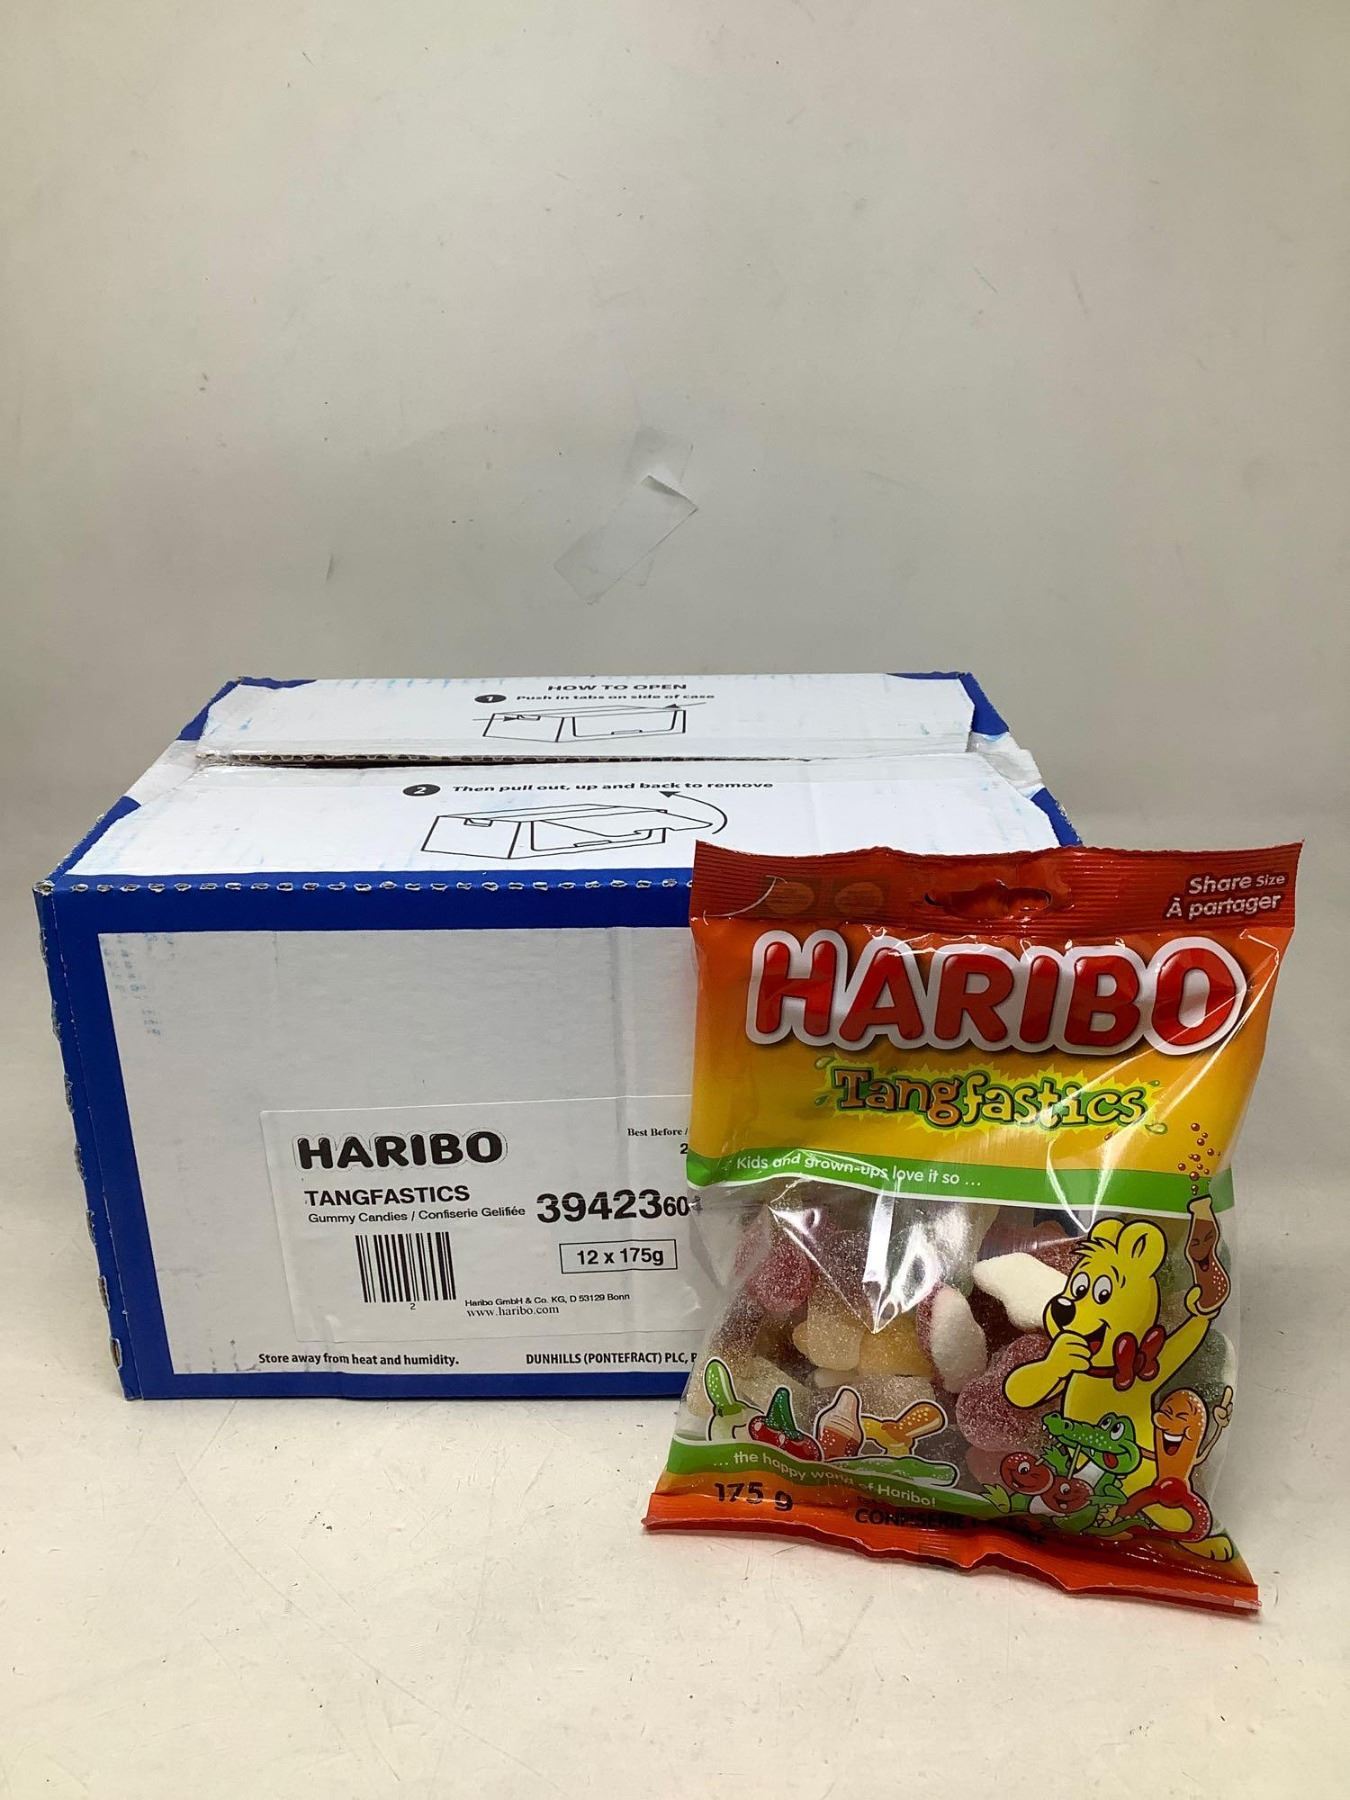 HOW TO OPEN
1 Push in tabs on side of case
2 Then pull out, up and back to remove
HARIBO
Best Before /
2
TANGFASTICS
Gummy Candies / Confiserie Gelifiée
3942360
12 x 175g
2
Haribo GmbH & Co. KG, D 53129 Bonn
www.haribo.com
Store away from heat and humidity.
DUNHILLS (PONTEFRACT) PLC, P
Share Size
À partager
HARIBO
Tangfastics
Kids and grown-ups love it so ...
... the happy world of Haribo!
175 g